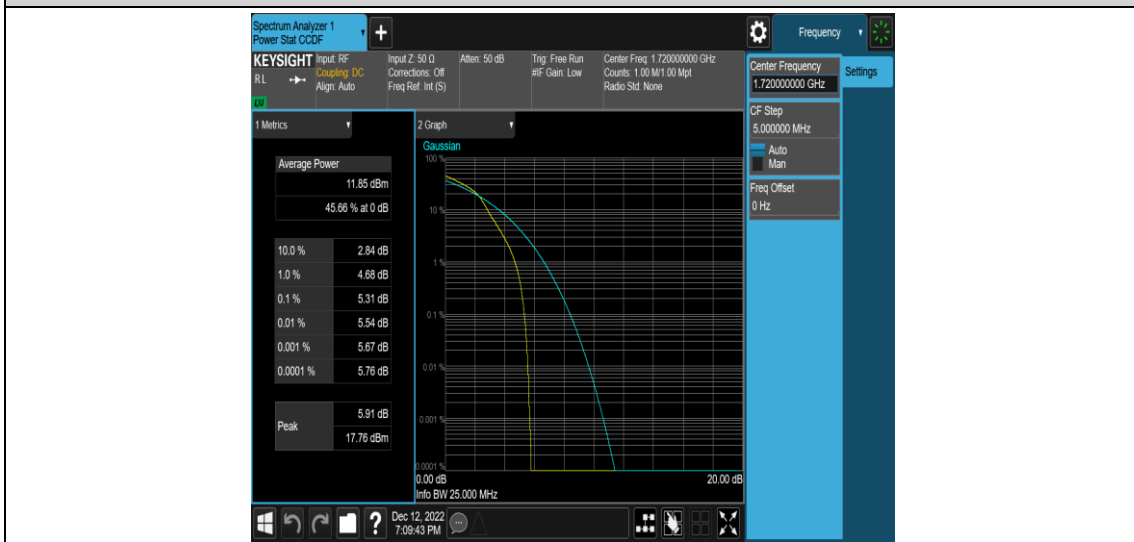 Spectrum Analyzer 1
Power Stat CCDF
+
Frequency
KEYSIGHT
RL
LXI
Input: RF
Coupling: DC
Align: Auto
Input Z: 50 Ω
Corrections: Off
Freq Ref: Int (S)
Atten: 50 dB
Trig: Free Run
#IF Gain: Low
Center Freq: 1.720000000 GHz
Counts: 1.00 M/1.00 Mpt
Radio Std: None
Center Frequency
1.720000000 GHz
Settings
CF Step
5.000000 MHz
Auto
Man
Freq Offset
0 Hz
1 Metrics
Average Power
11.85 dBm
45.66 % at 0 dB
10.0 % 2.84 dB
1.0 % 4.68 dB
0.1 % 5.31 dB
0.01 % 5.54 dB
0.001 % 5.67 dB
0.0001 % 5.76 dB
Peak
5.91 dB
17.76 dBm
2 Graph
Gaussian
100 %
10 %
1 %
0.1 %
0.01 %
0.001 %
0.0001 %
0.00 dB 20.00 dB
Info BW 25.000 MHz
?
Dec 12, 2022
7:09:43 PM